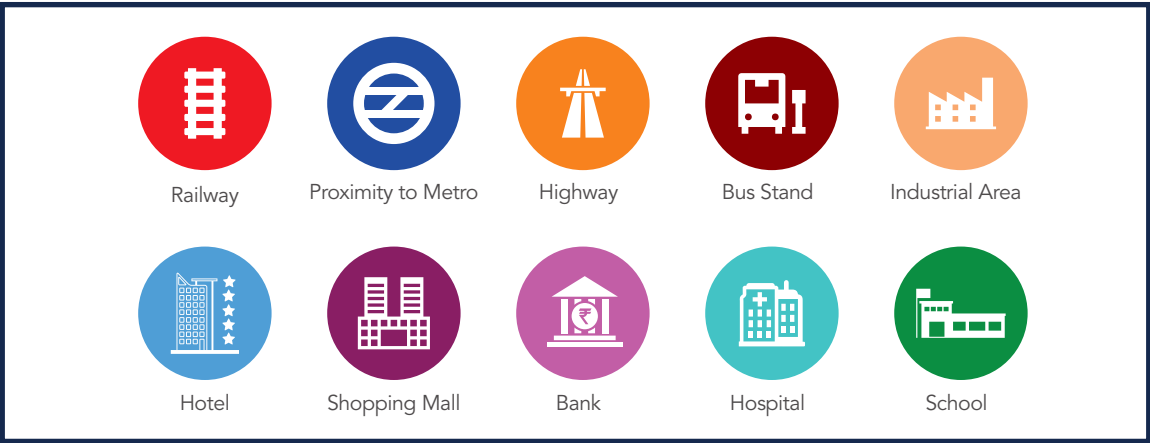 Railway
Proximity to Metro
Highway
Bus Stand
Industrial Area
₹
Hotel
Shopping Mall
Bank
Hospital
School